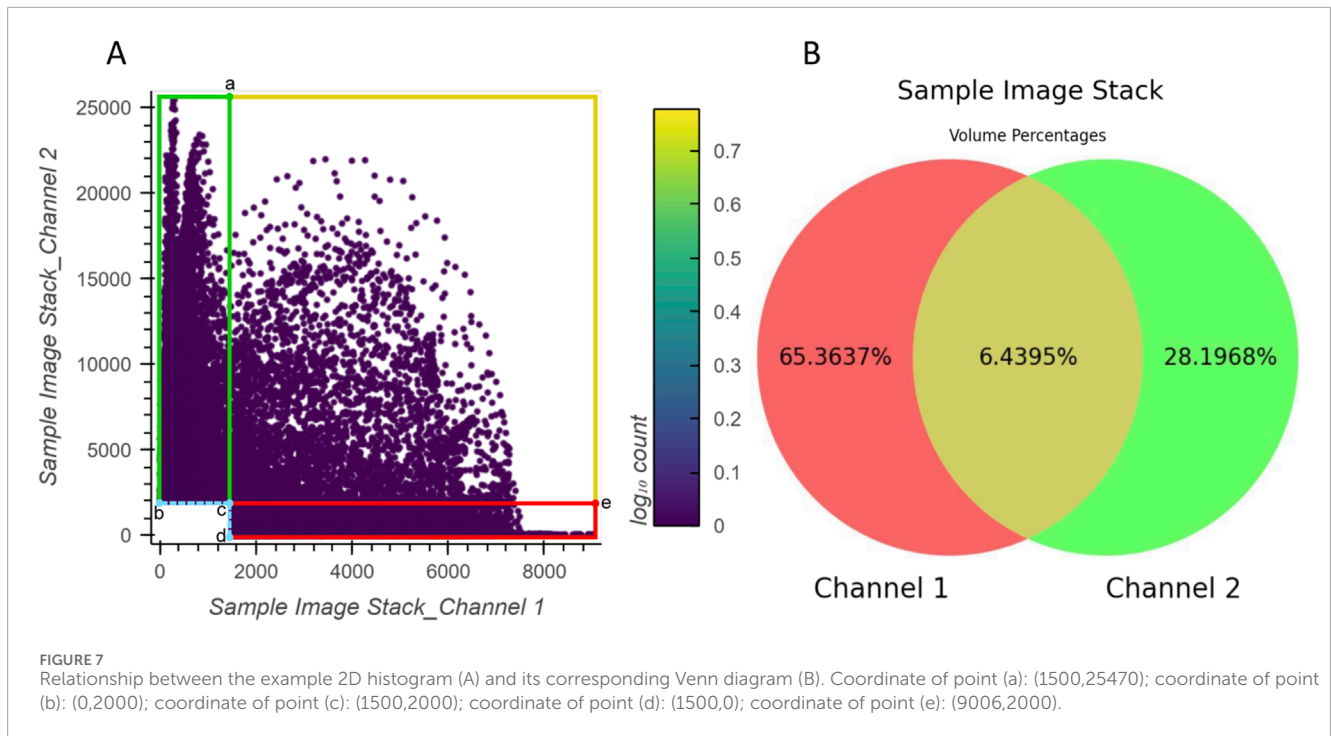 A
B
a
25000
20000
15000
10000
5000
0
Sample Image Stack_Channel 2
b
c
d
e
0
2000
4000
6000
8000
Sample Image Stack_Channel 1
0.7
0.6
0.5
0.4
0.3
0.2
0.1
0
log₁₀ count
Sample Image Stack
Volume Percentages
65.3637%
6.4395%
28.1968%
Channel 1
Channel 2
FIGURE 7
Relationship between the example 2D histogram (A) and its corresponding Venn diagram (B). Coordinate of point (a): (1500,25470); coordinate of point
(b): (0,2000); coordinate of point (c): (1500,2000); coordinate of point (d): (1500,0); coordinate of point (e): (9006,2000).